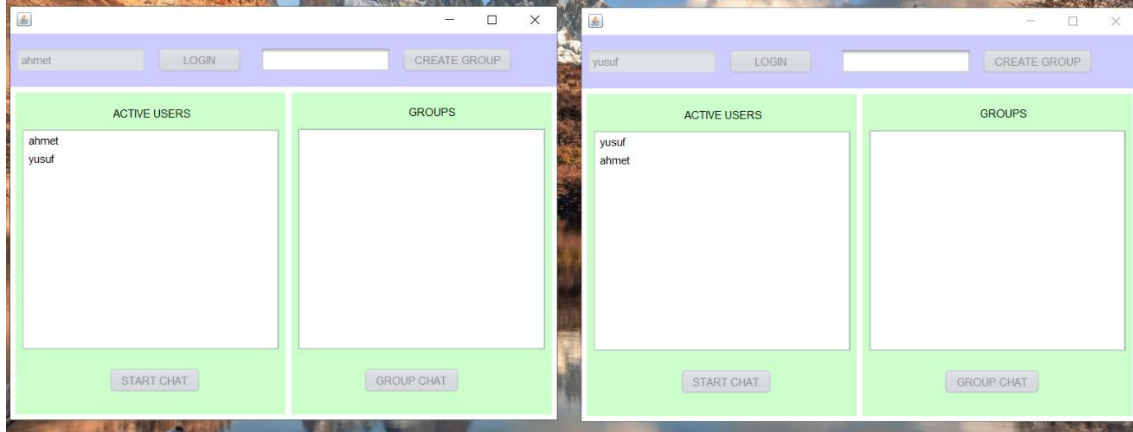 ahmet LOGIN CREATE GROUP
ACTIVE USERS GROUPS
ahmet
yusuf
START CHAT GROUP CHAT
yusuf LOGIN CREATE GROUP
ACTIVE USERS GROUPS
yusuf
ahmet
START CHAT GROUP CHAT